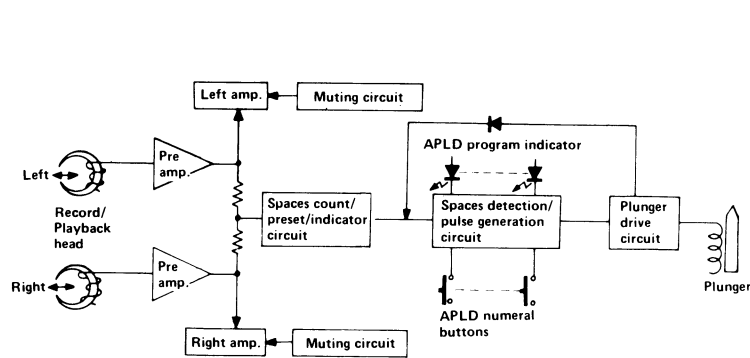 Left amp.
Muting circuit
APLD program indicator
Pre
amp.
Left
Record/
Playback
head
Spaces count/
preset/indicator
circuit
Spaces detection/
pulse generation
circuit
Plunger
drive
circuit
Pre
amp.
Right
Plunger
APLD numeral
buttons
Right amp.
Muting circuit